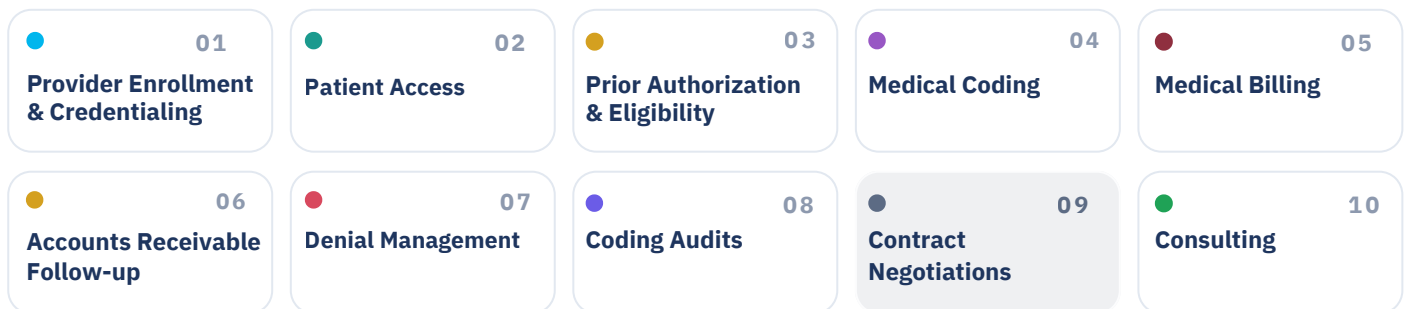 01
Provider Enrollment
& Credentialing
02
Patient Access
03
Prior Authorization
& Eligibility
04
Medical Coding
05
Medical Billing
06
Accounts Receivable
Follow-up
07
Denial Management
08
Coding Audits
09
Contract
Negotiations
10
Consulting